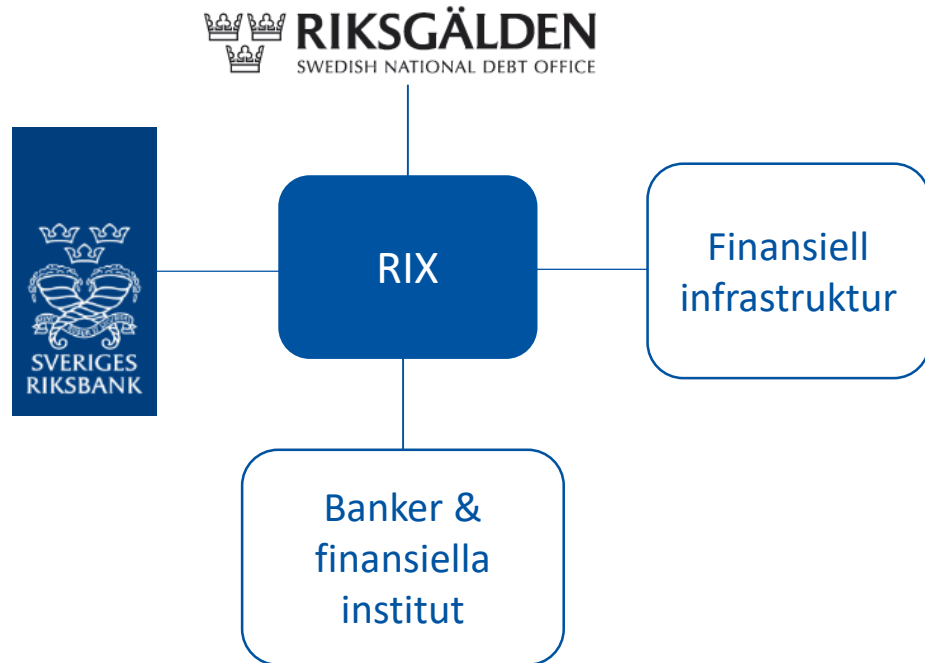 RIKSGÄLDEN
SWEDISH NATIONAL DEBT OFFICE
SVERIGES
RIKSBANK
RIX
Finansiell
infrastruktur
Banker &
finansiella
institut